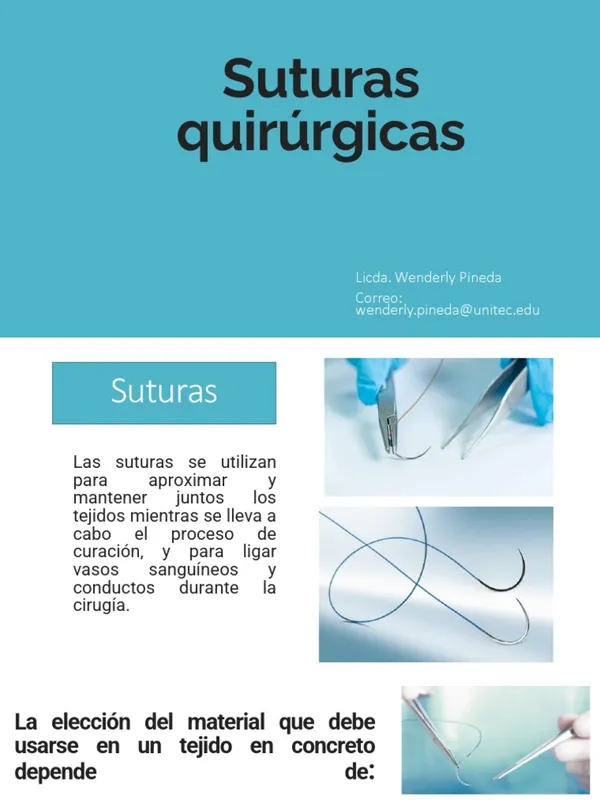 Suturas
quirúrgicas
Licda. Wenderly Pineda
Correo:
wenderly.pineda@unitec.edu
Suturas
Las suturas se utilizan
para aproximar y
mantener juntos los
tejidos mientras se lleva a
cabo el proceso de
curación, y para ligar
vasos sanguíneos y
conductos durante la
cirugía.
La elección del material que debe
usarse en un tejido en concreto
depende de: